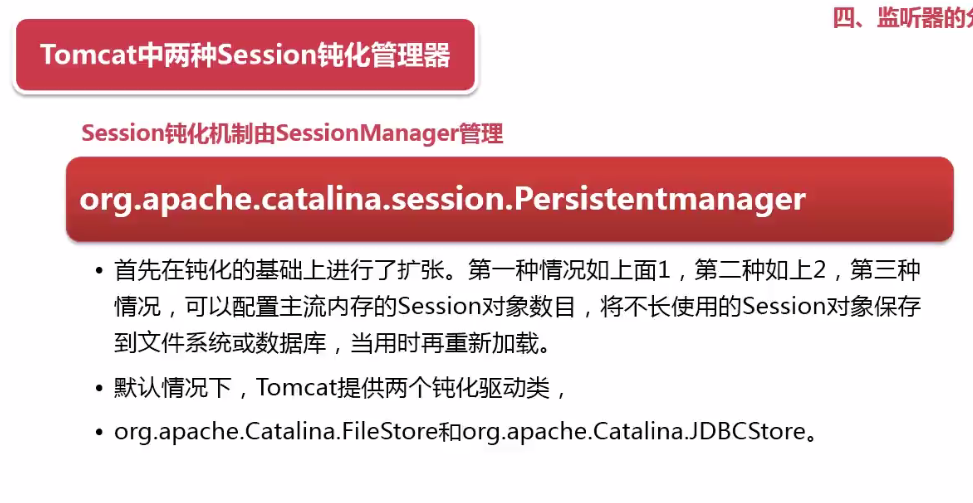 四、监听器的
Tomcat中两种Session钝化管理器
Session钝化机制由SessionManager管理
org.apache.catalina.session.Persistentmanager
• 首先在钝化的基础上进行了扩张。第一种情况如上面1，第二种如上2，第三种
情况，可以配置主流内存的Session对象数目，将不长使用的Session对象保存
到文件系统或数据库，当用时再重新加载。
• 默认情况下，Tomcat提供两个钝化驱动类，
• org.apache.Catalina.FileStore和org.apache.Catalina.JDBCStore。